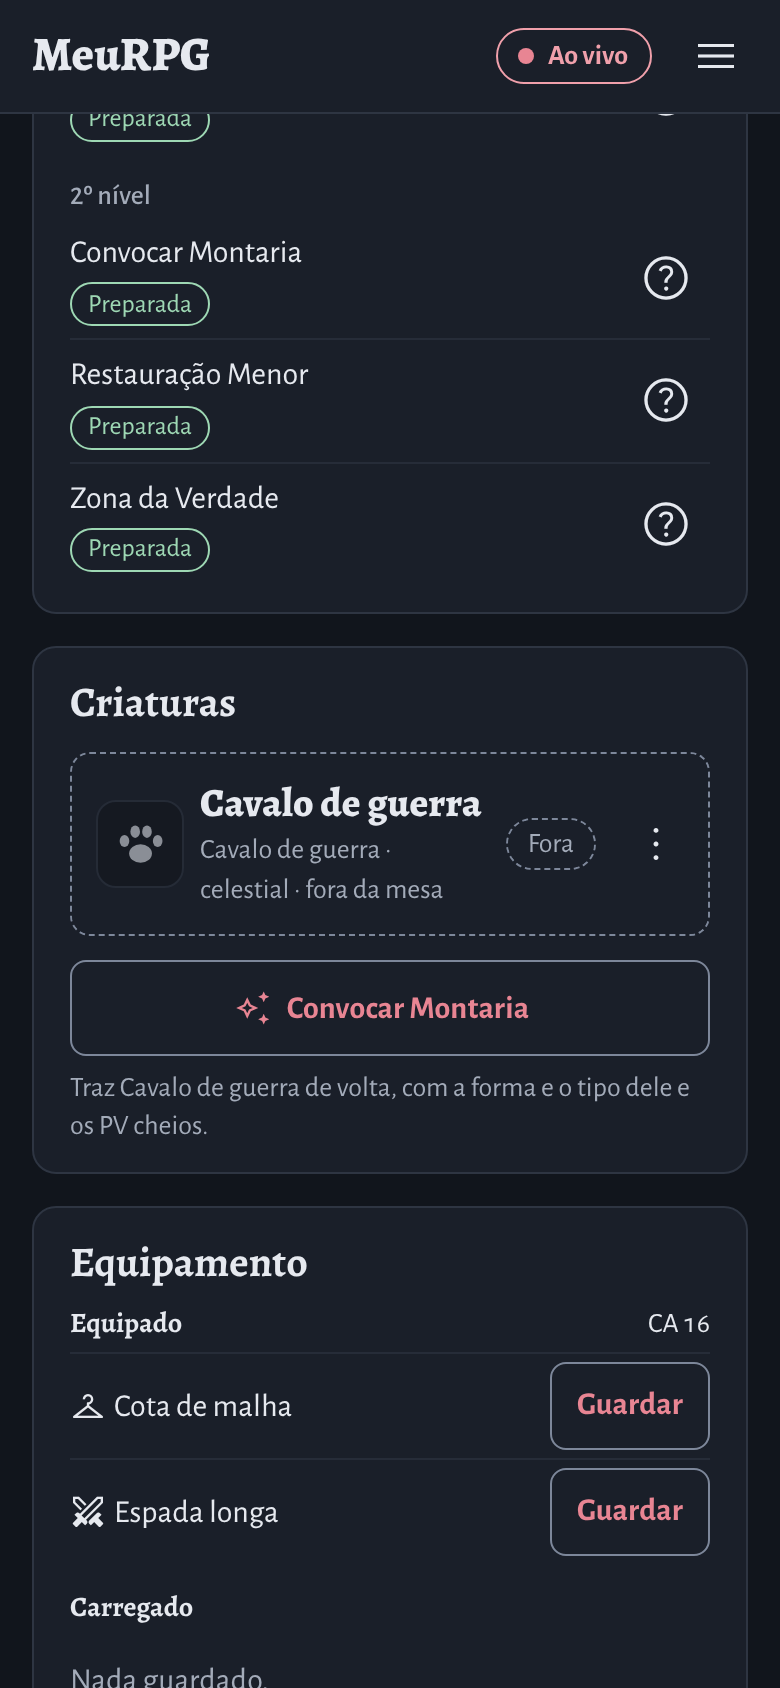 MeuRPG
Ao vivo
Preparada
2º nível
Convocar Montaria
Preparada
Restauração Menor
Preparada
Zona da Verdade
Preparada
Criaturas
Cavalo de guerra
Cavalo de guerra ·
celestial · fora da mesa
Fora
Convocar Montaria
Traz Cavalo de guerra de volta, com a forma e o tipo dele e
os PV cheios.
Equipamento
Equipado
CA 16
Cota de malha
Guardar
Espada longa
Guardar
Carregado
Nada guardado.